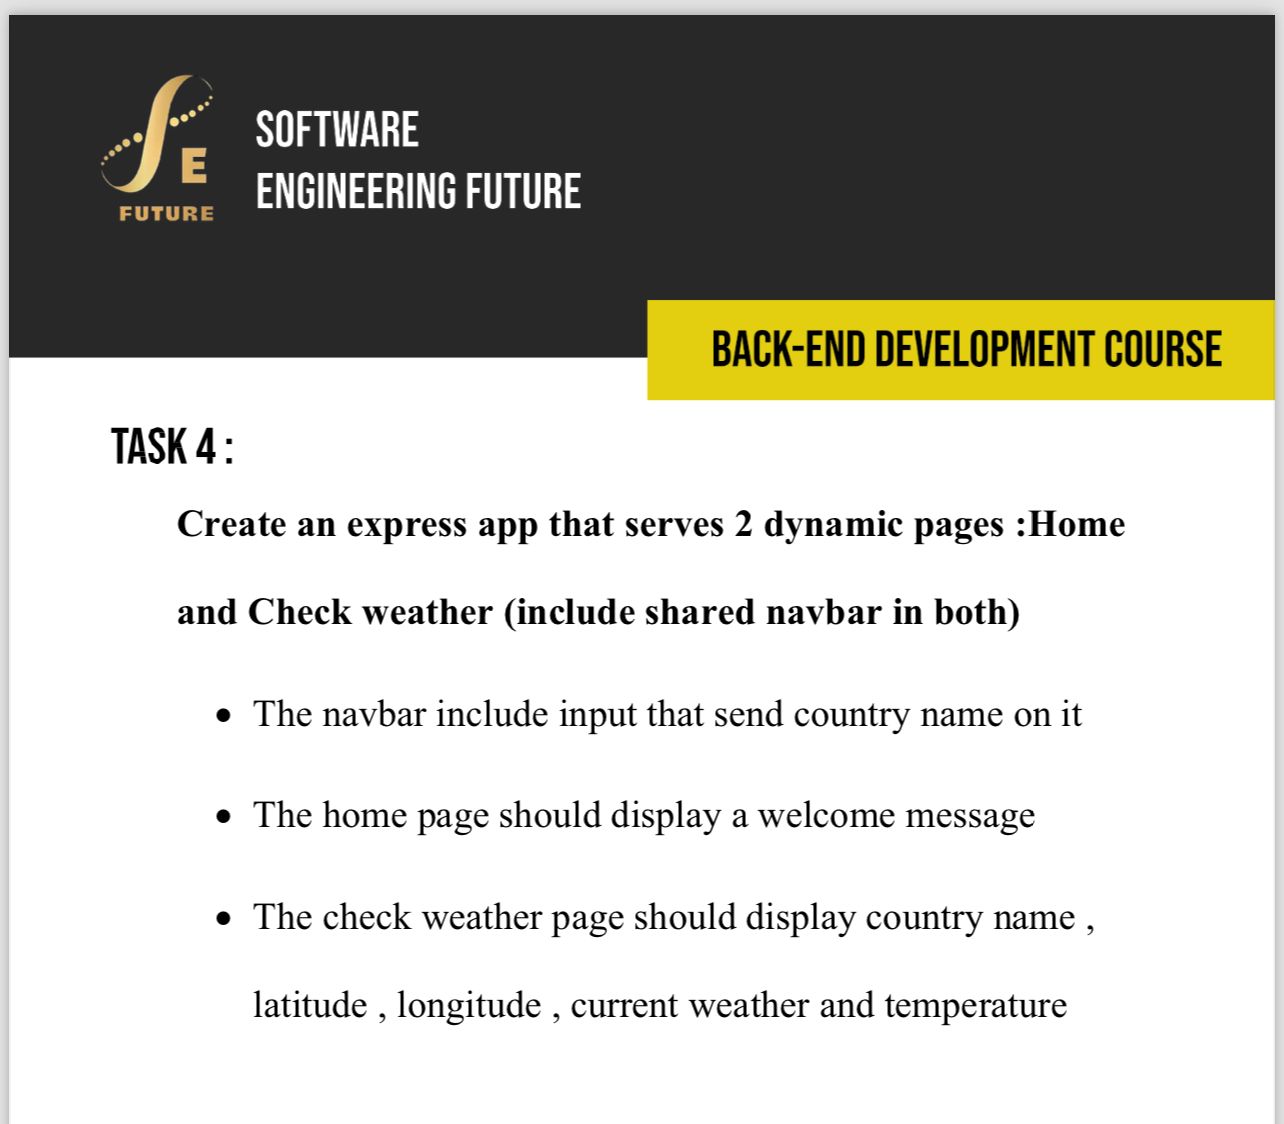 E
FUTURE
SOFTWARE
ENGINEERING FUTURE
BACK-END DEVELOPMENT COURSE
TASK 4 :
Create an express app that serves 2 dynamic pages :Home
and Check weather (include shared navbar in both)
• The navbar include input that send country name on it
• The home page should display a welcome message
• The check weather page should display country name ,
latitude , longitude , current weather and temperature